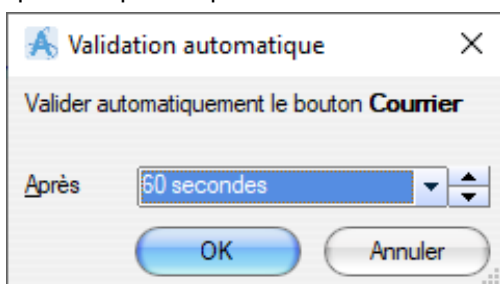 Validation automatique
Valider automatiquement le bouton Courrier
Après 60 secondes
OK Annuler